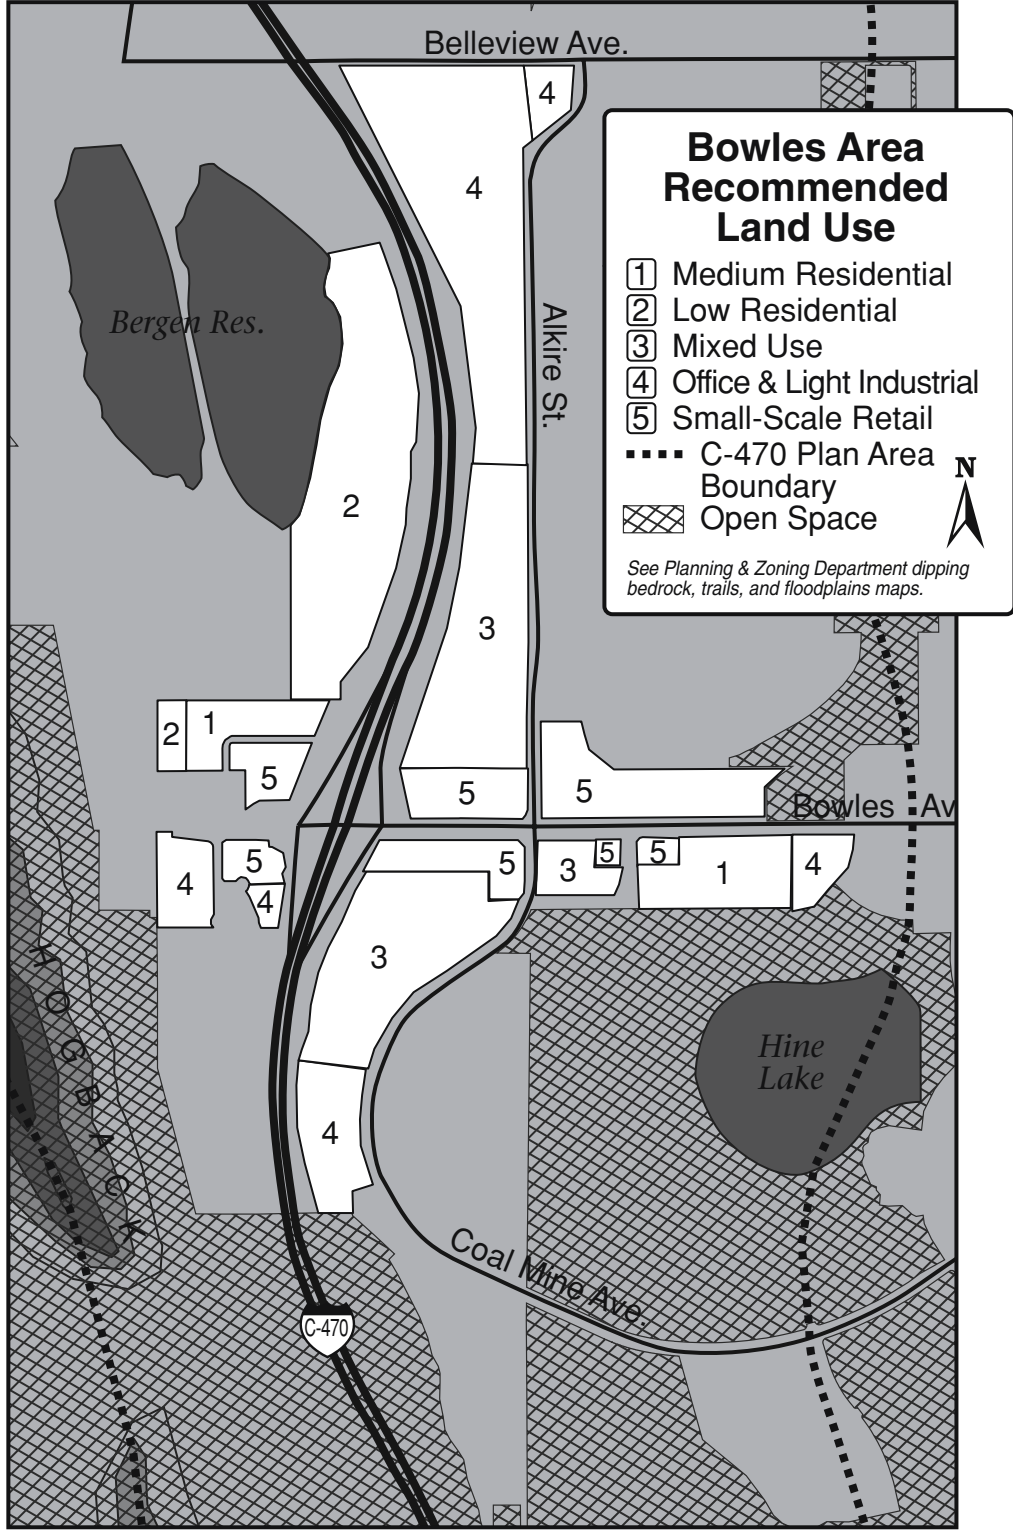 Belleview Ave.
4
4
Bowles Area
Recommended
Land Use
1 Medium Residential
2 Low Residential
3 Mixed Use
4 Office & Light Industrial
5 Small-Scale Retail
C-470 Plan Area
Boundary
Open Space
N
See Planning & Zoning Department dipping
bedrock, trails, and floodplains maps.
Bergen Res.
Alkire St.
2
3
2
1
5
5
5
Bowles Av
4
5
4
5
3
5
5
1
4
3
HOGBACK
Hine
Lake
4
Coal Mine Ave.
C-470